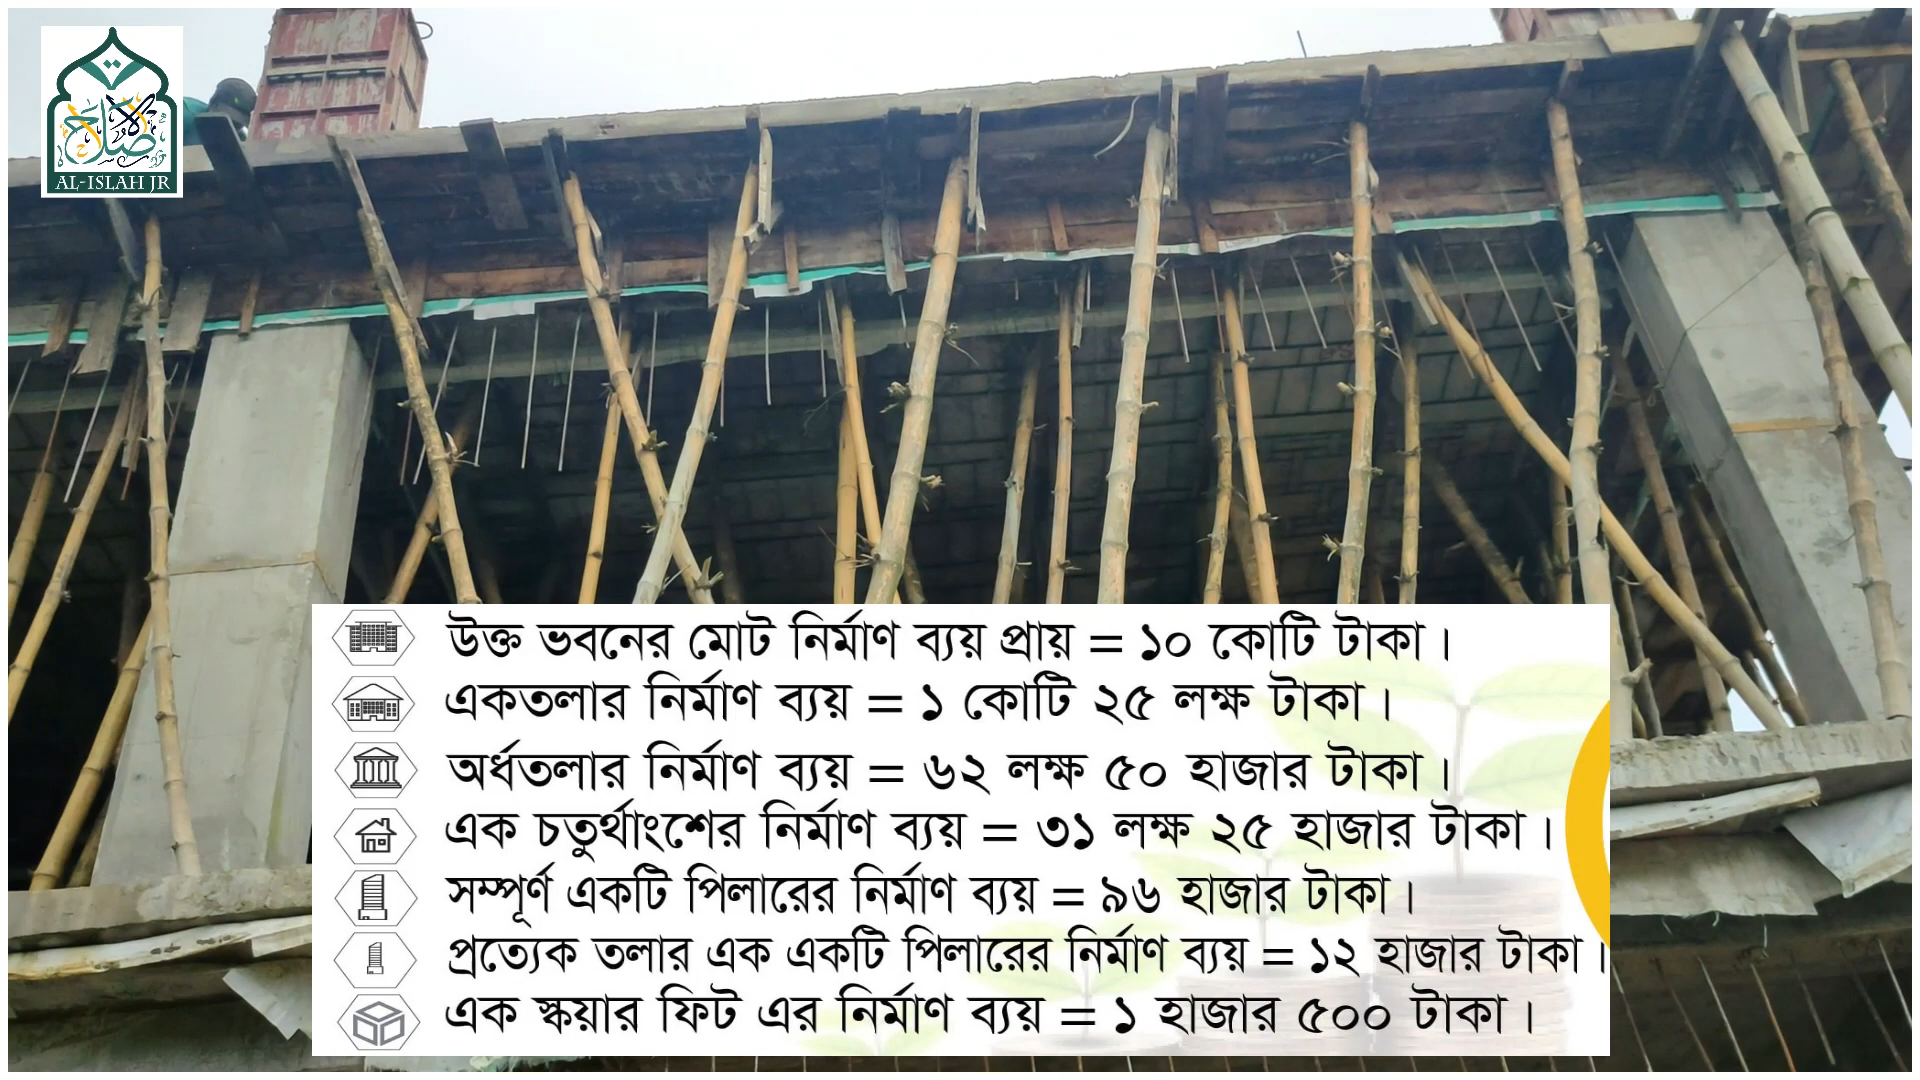 AL-ISLAH JR
উক্ত ভবনের মোট নির্মাণ ব্যয় প্রায় = ১০ কোটি টাকা।
একতলার নির্মাণ ব্যয় = ১ কোটি ২৫ লক্ষ টাকা।
অর্ধতলার নির্মাণ ব্যয় = ৬২ লক্ষ ৫০ হাজার টাকা।
এক চতুর্থাংশের নির্মাণ ব্যয় = ৩১ লক্ষ ২৫ হাজার টাকা।
সম্পূর্ণ একটি পিলারের নির্মাণ ব্যয় = ৯৬ হাজার টাকা।
প্রত্যেক তলার এক একটি পিলারের নির্মাণ ব্যয় = ১২ হাজার টাকা।
এক স্কয়ার ফিট এর নির্মাণ ব্যয় = ১ হাজার ৫০০ টাকা।